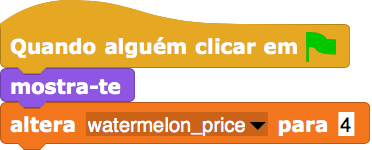 Quando alguém clicar em
mostra-te
altera watermelon_price para 4